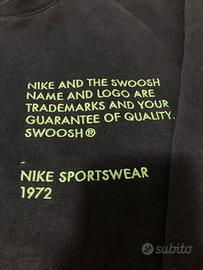 NIKE AND THE SWOOSH
NAME AND LOGO ARE
TRADEMARKS AND YOUR
GUARANTEE OF QUALITY.
SWOOSH®
-
NIKE SPORTSWEAR
1972
subito